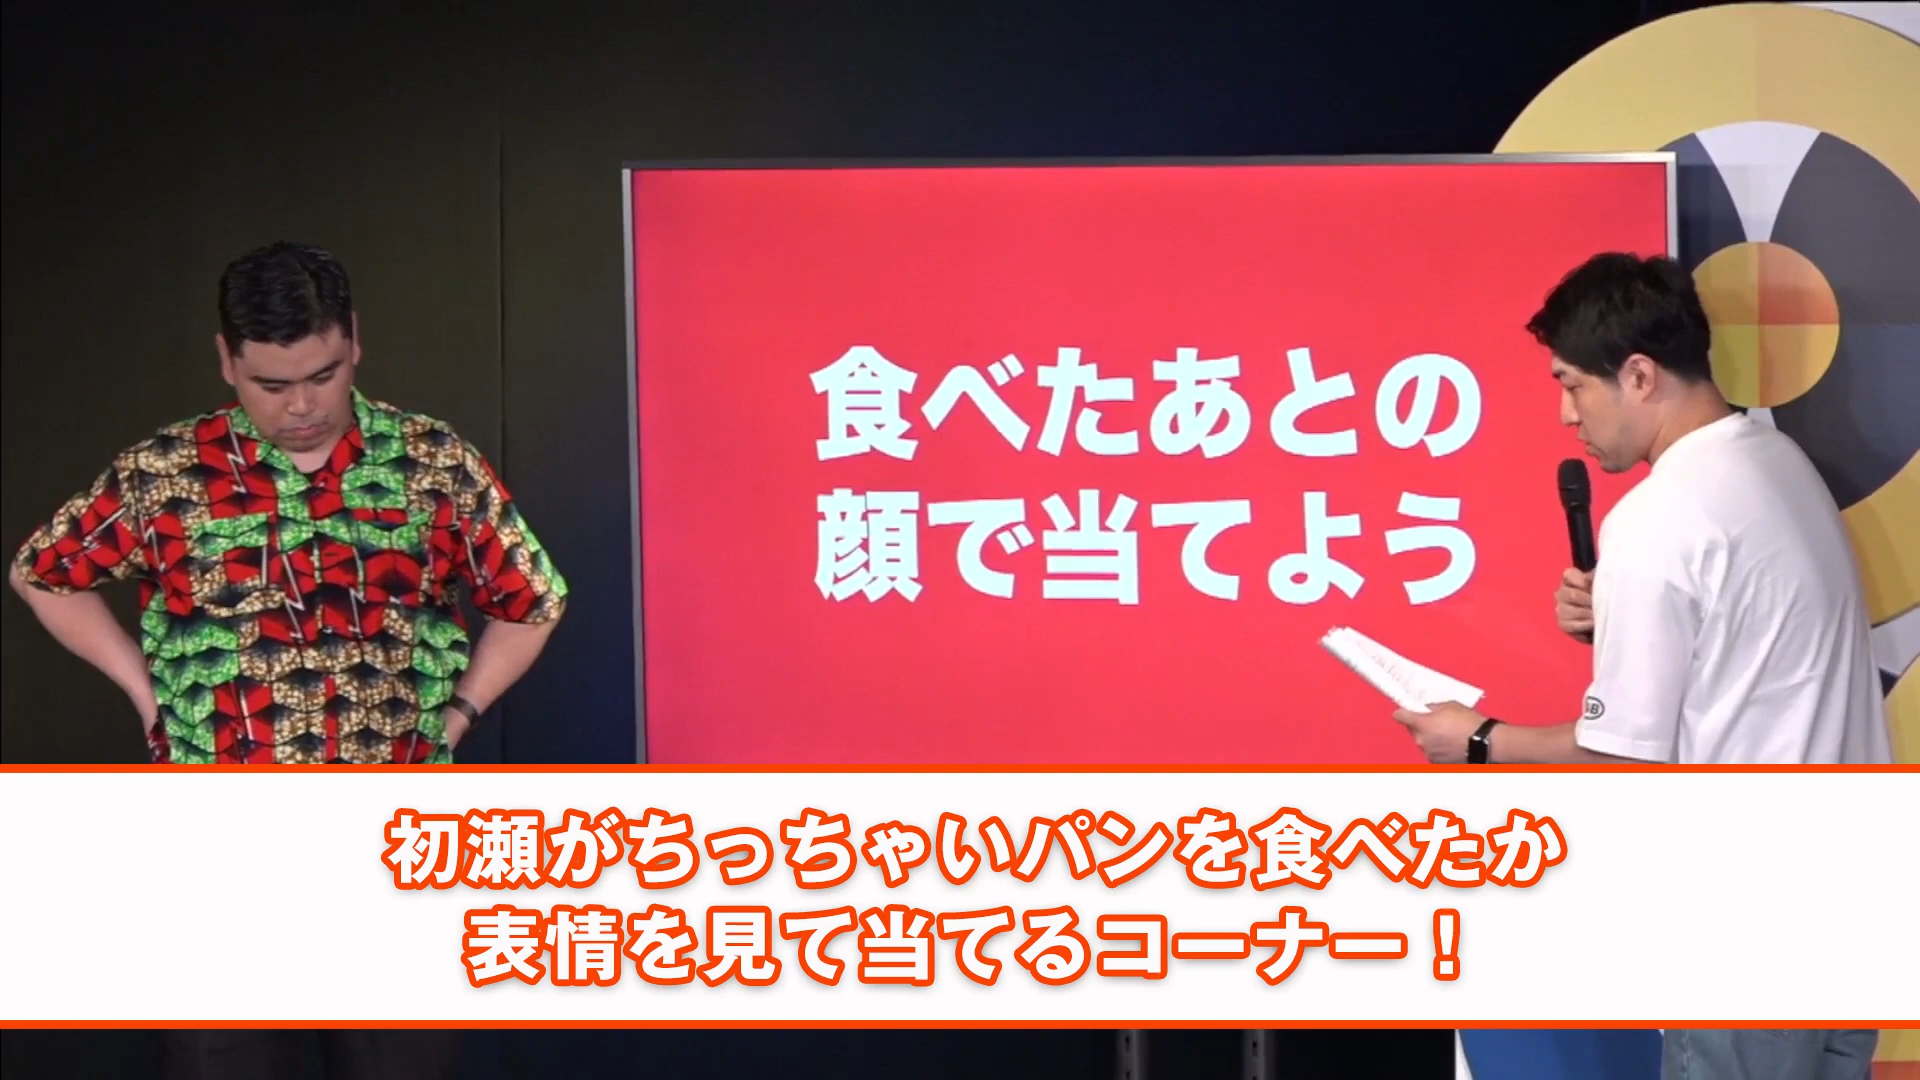 食べたあとの
顔で当てよう
初瀬がちっちゃいパンを食べたか
表情を見て当てるコーナー！